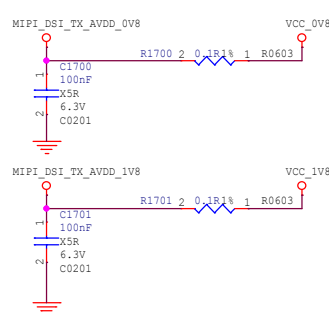 MIPI_DSI_TX_AVDD_0V8 VCC_0V8
R1700 2 0.1R1% 1 R0603
1 C1700
100nF
X5R
2 6.3V
C0201
MIPI_DSI_TX_AVDD_1V8 VCC_1V8
R1701 2 0.1R1% 1 R0603
1 C1701
100nF
X5R
2 6.3V
C0201